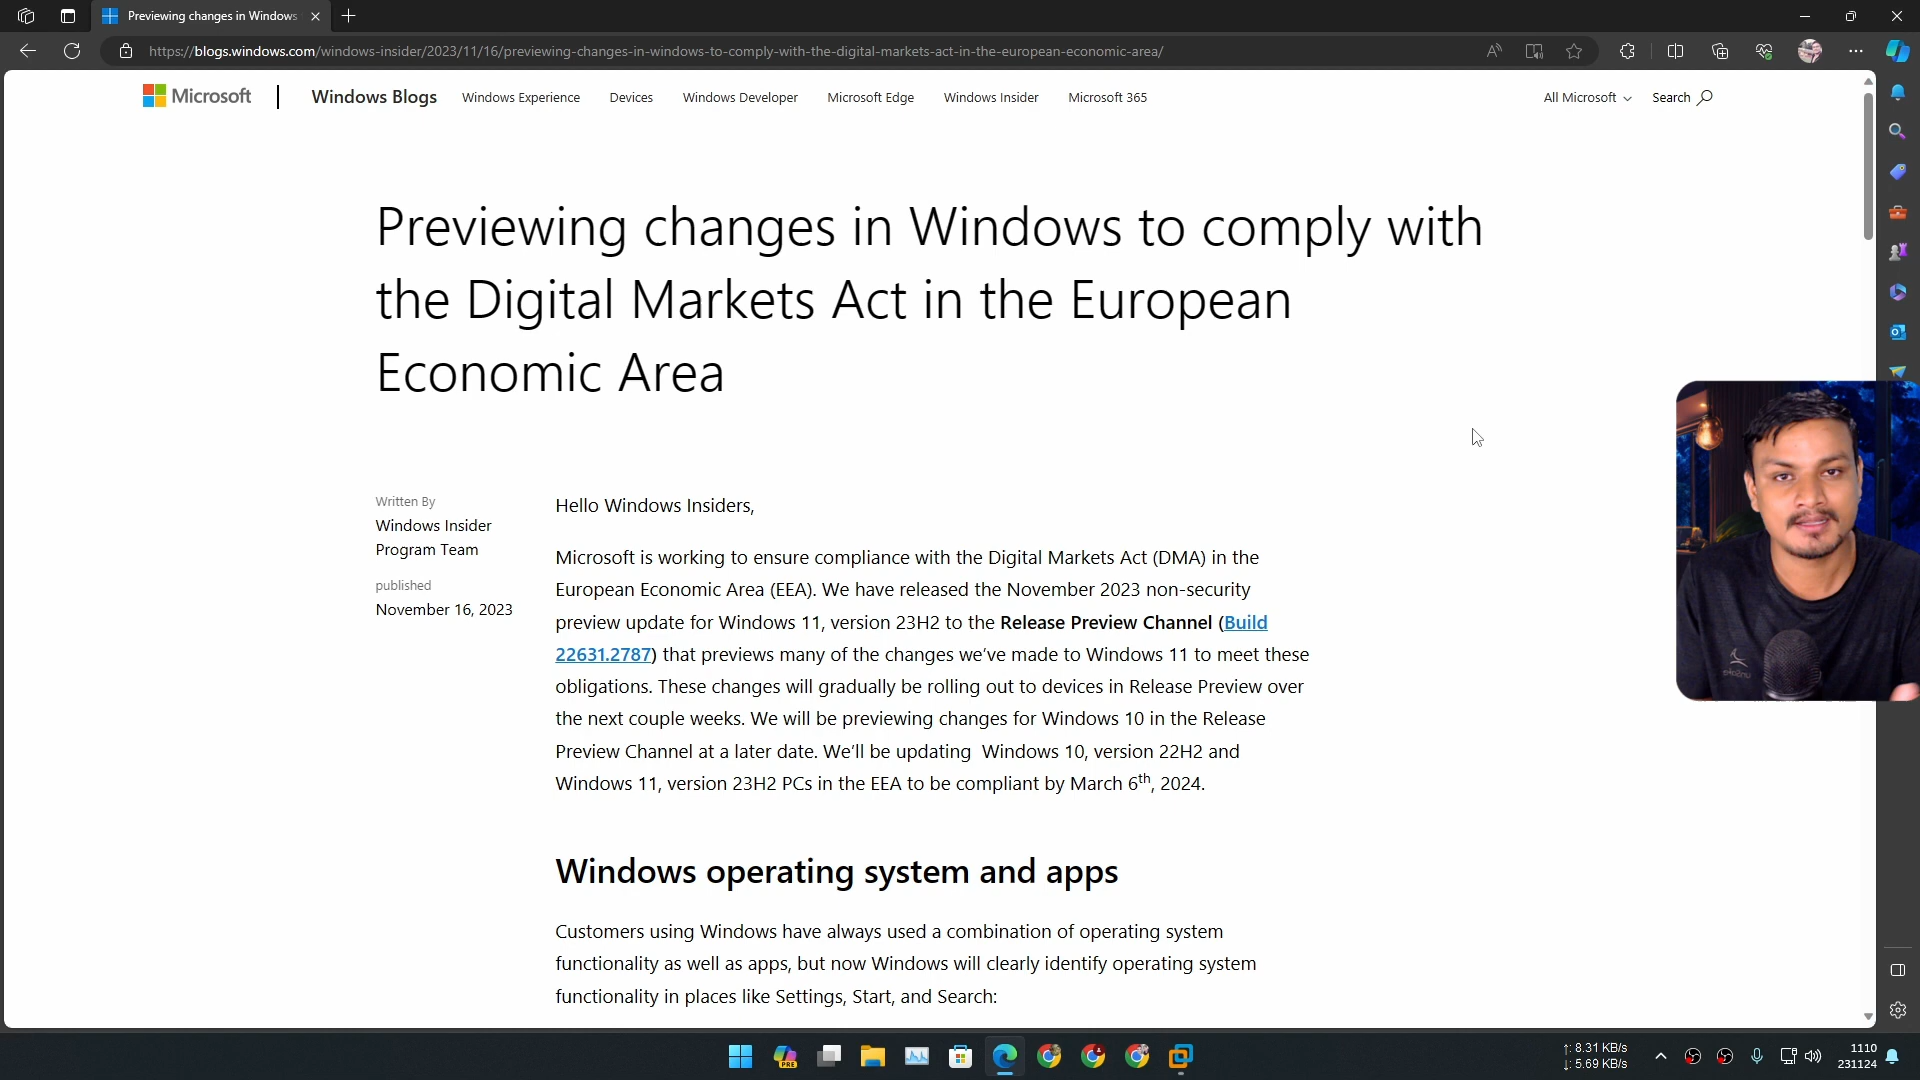 Previewing changes in Windows
https://blogs.windows.com/windows-insider/2023/11/16/previewing-changes-in-windows-to-comply-with-the-digital-markets-act-in-the-european-economic-area/
Microsoft
Windows Blogs
Windows Experience
Devices
Windows Developer
Microsoft Edge
Windows Insider
Microsoft 365
All Microsoft
Search
Previewing changes in Windows to comply with
the Digital Markets Act in the European
Economic Area
Written By
Windows Insider
Program Team
published
November 16, 2023
Hello Windows Insiders,
Microsoft is working to ensure compliance with the Digital Markets Act (DMA) in the
European Economic Area (EEA). We have released the November 2023 non-security
preview update for Windows 11, version 23H2 to the Release Preview Channel (Build
22631.2787) that previews many of the changes we’ve made to Windows 11 to meet these
obligations. These changes will gradually be rolling out to devices in Release Preview over
the next couple weeks. We will be previewing changes for Windows 10 in the Release
Preview Channel at a later date. We’ll be updating Windows 10, version 22H2 and
Windows 11, version 23H2 PCs in the EEA to be compliant by March 6th, 2024.
Windows operating system and apps
Customers using Windows have always used a combination of operating system
functionality as well as apps, but now Windows will clearly identify operating system
functionality in places like Settings, Start, and Search:
PRE
↑: 8.31 KB/s
↓: 5.69 KB/s
1110
231124